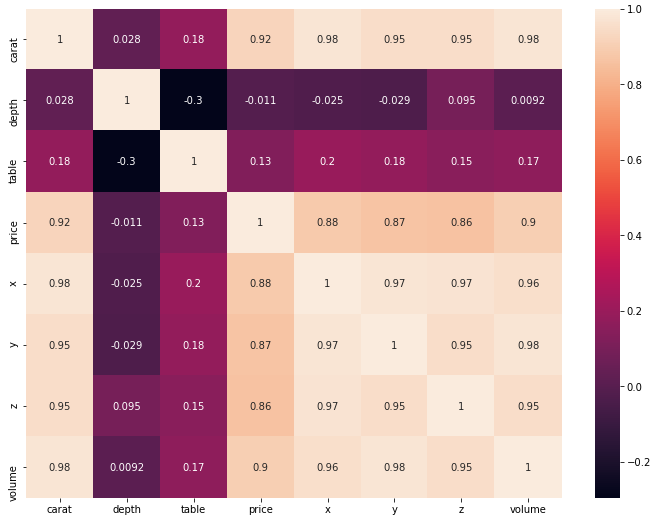 carat 1 0.028 0.18 0.92 0.98 0.95 0.95 0.98
depth 0.028 1 -0.3 -0.011 -0.025 -0.029 0.095 0.0092
table 0.18 -0.3 1 0.13 0.2 0.18 0.15 0.17
price 0.92 -0.011 0.13 1 0.88 0.87 0.86 0.9
x 0.98 -0.025 0.2 0.88 1 0.97 0.97 0.96
y 0.95 -0.029 0.18 0.87 0.97 1 0.95 0.98
z 0.95 0.095 0.15 0.86 0.97 0.95 1 0.95
volume 0.98 0.0092 0.17 0.9 0.96 0.98 0.95 1
carat depth table price x y z volume
1.0
0.8
0.6
0.4
0.2
0.0
−0.2